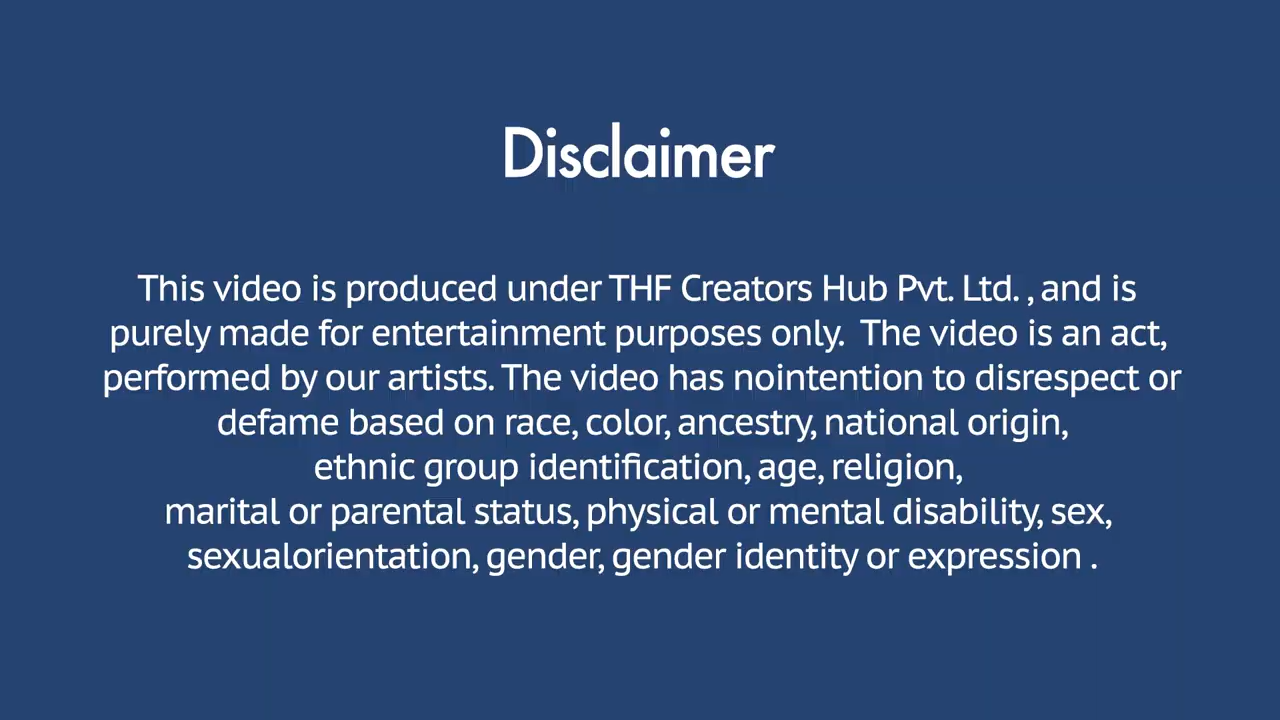 Disclaimer
This video is produced under THF Creators Hub Pvt. Ltd. , and is
purely made for entertainment purposes only.  The video is an act,
performed by our artists. The video has nointention to disrespect or
defame based on race, color, ancestry, national origin,
ethnic group identification, age, religion,
marital or parental status, physical or mental disability, sex,
sexualorientation, gender, gender identity or expression .